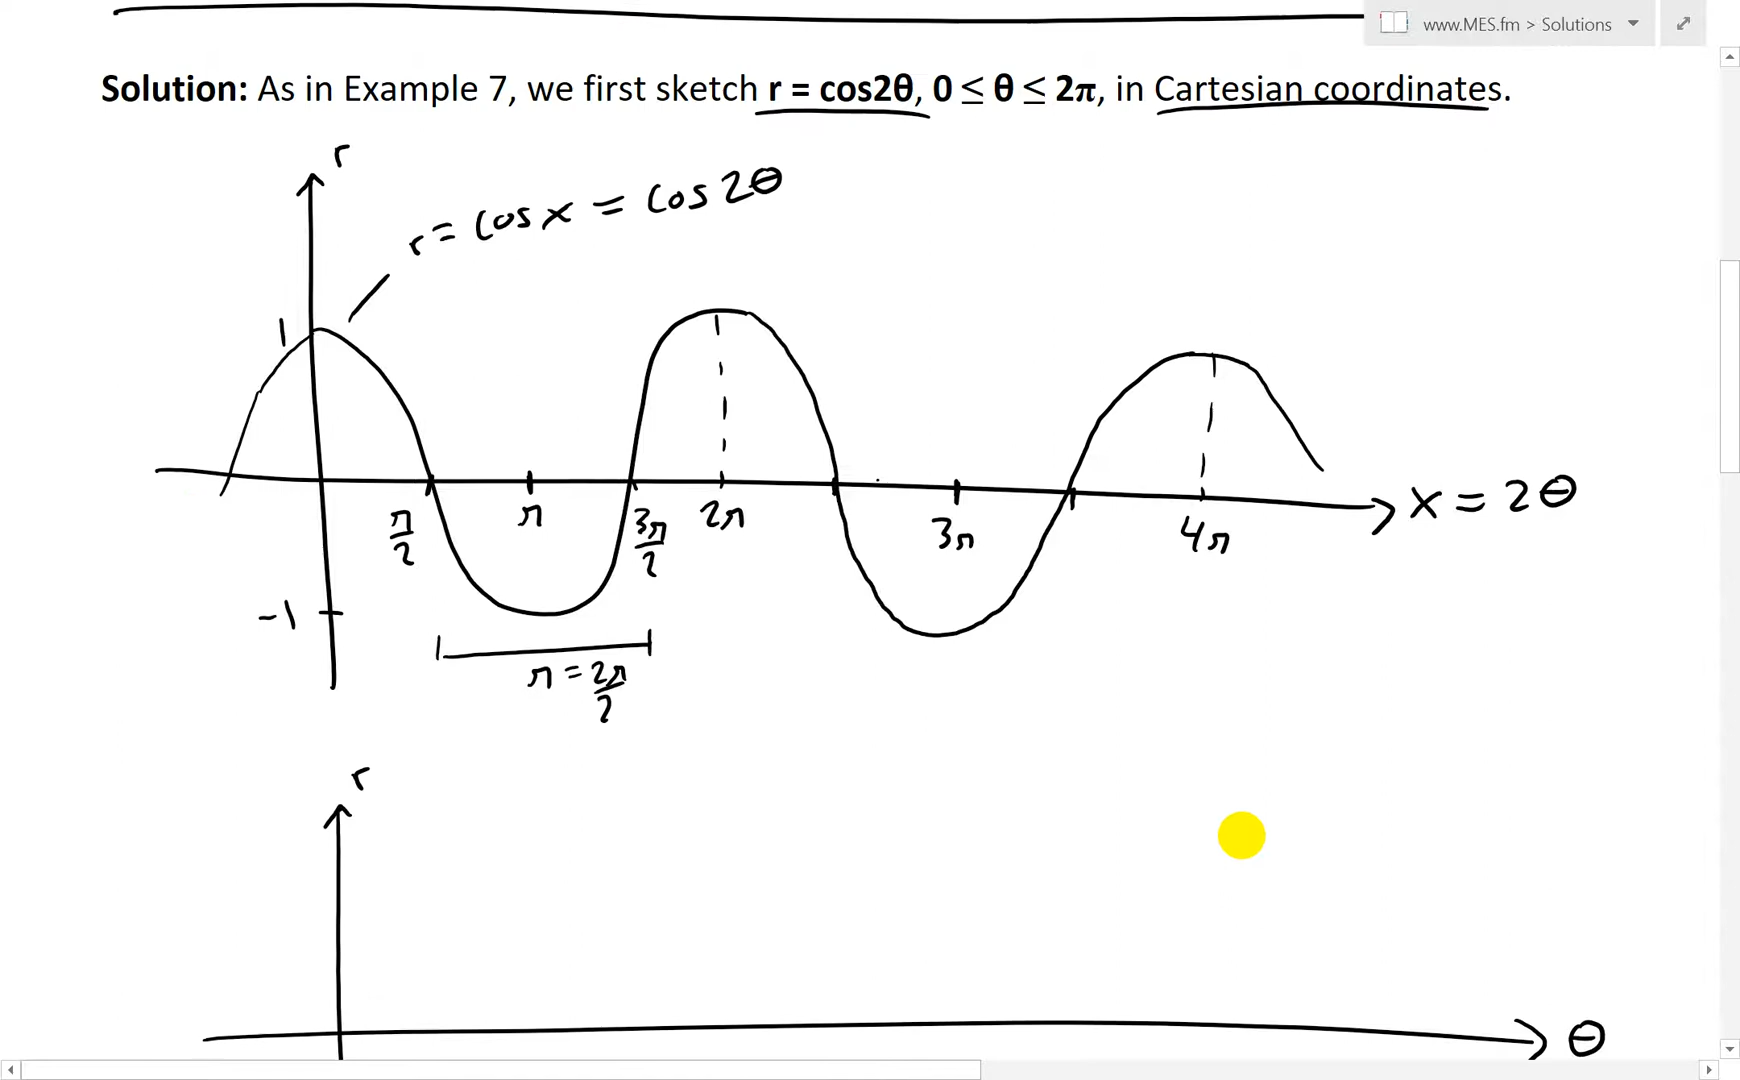 www.MES.fm > Solutions
Solution: As in Example 7, we first sketch r = cos2θ, 0 ≤ θ ≤ 2π, in Cartesian coordinates.
r
r = cos x = cos 2θ
1
π/2
π
3π/2
2π
3π
4π
x = 2θ
-1
π = 2π/2
r
θ